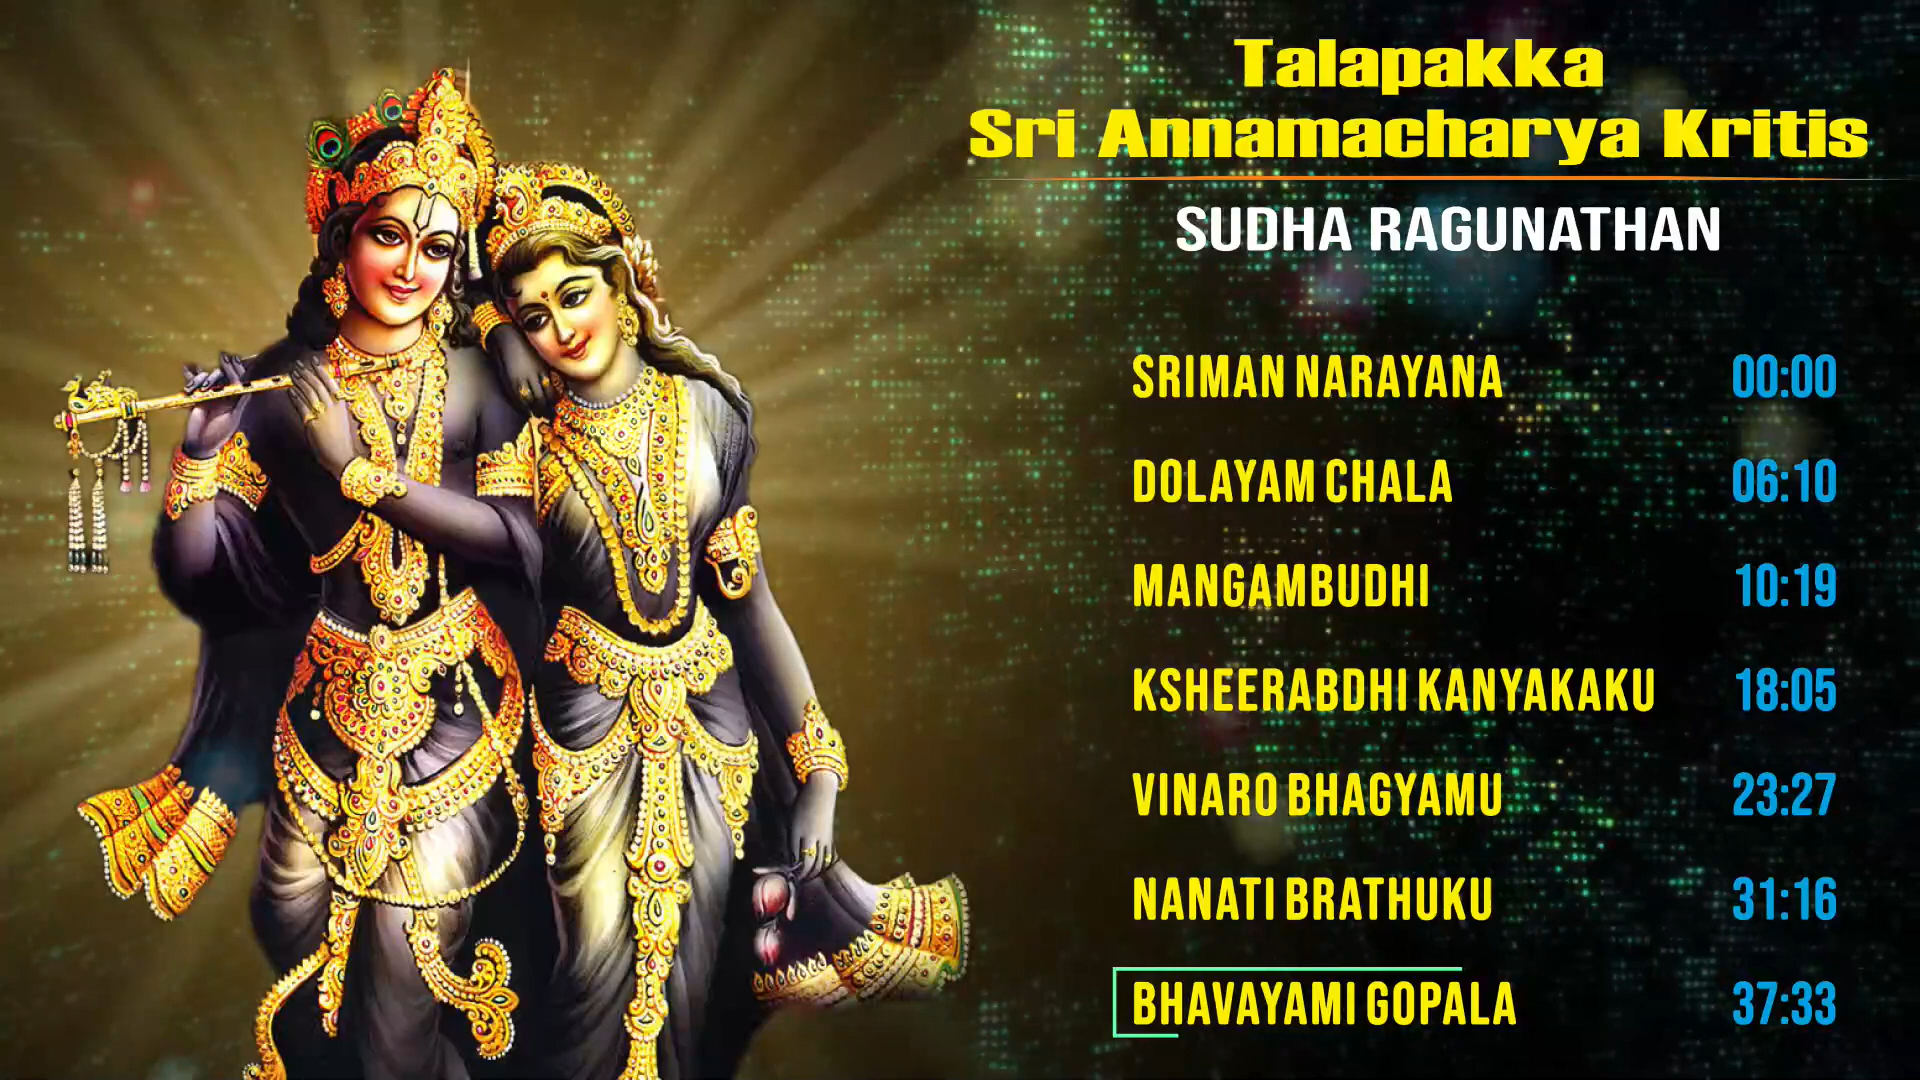 Talapakka
Sri Annamacharya Kritis
SUDHA RAGUNATHAN
SRIMAN NARAYANA 00:00
DOLAYAM CHALA 06:10
MANGAMBUDHI 10:19
KSHEERABDHI KANYAKAKU 18:05
VINARO BHAGYAMU 23:27
NANATI BRATHUKU 31:16
BHAVAYAMI GOPALA 37:33